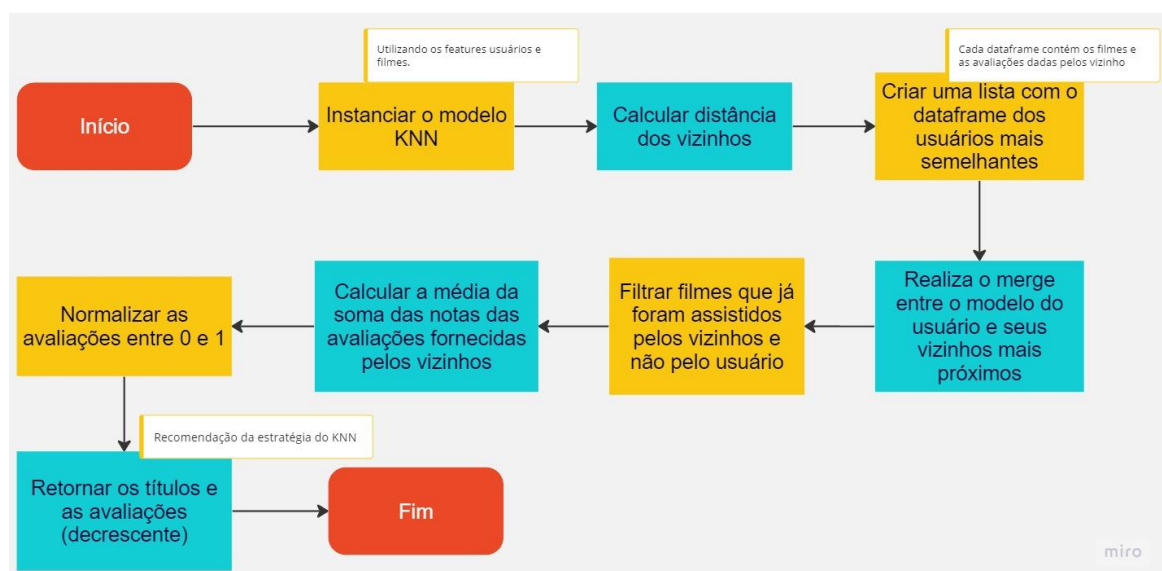 Início
Utilizando os features usuários e
filmes.
Instanciar o modelo
KNN
Calcular distância
dos vizinhos
Cada dataframe contém os filmes e
as avaliações dadas pelos vizinho
Criar uma lista com o
dataframe dos
usuários mais
semelhantes
Realiza o merge
entre o modelo do
usuário e seus
vizinhos mais
próximos
Filtrar filmes que já
foram assistidos
pelos vizinhos e
não pelo usuário
Calcular a média da
soma das notas das
avaliações fornecidas
pelos vizinhos
Normalizar as
avaliações entre 0 e 1
Recomendação da estratégia do KNN
Retornar os títulos e
as avaliações
(decrescente)
Fim
miro